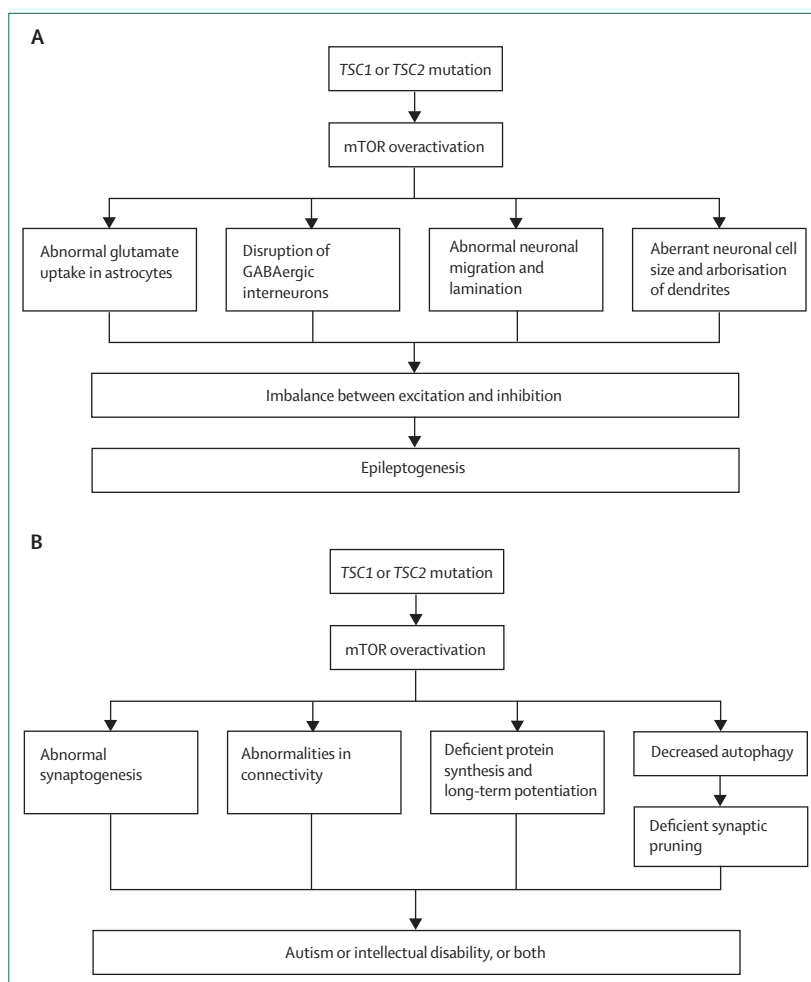 A
TSC1 or TSC2 mutation
mTOR overactivation
Abnormal glutamate
uptake in astrocytes
Disruption of
GABAergic
interneurons
Abnormal neuronal
migration and
lamination
Aberrant neuronal cell
size and arborisation
of dendrites
Imbalance between excitation and inhibition
Epileptogenesis
B
TSC1 or TSC2 mutation
mTOR overactivation
Abnormal
synaptogenesis
Abnormalities in
connectivity
Deficient protein
synthesis and
long-term potentiation
Decreased autophagy
Deficient synaptic
pruning
Autism or intellectual disability, or both